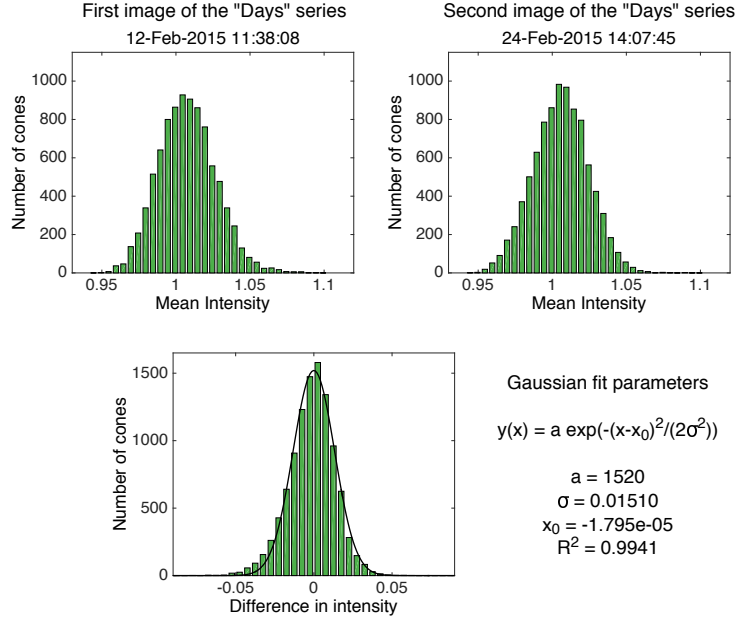 First image of the "Days" series
12-Feb-2015 11:38:08
Number of cones
1000
800
600
400
200
0
0.95
1
1.05
1.1
Mean Intensity
Second image of the "Days" series
24-Feb-2015 14:07:45
Number of cones
1000
800
600
400
200
0
0.95
1
1.05
1.1
Mean Intensity
Number of cones
1500
1000
500
0
-0.05
0
0.05
Difference in intensity
Gaussian fit parameters
y(x) = a exp(-(x-x₀)²/(2σ²))
a = 1520
σ = 0.01510
x₀ = -1.795e-05
R² = 0.9941